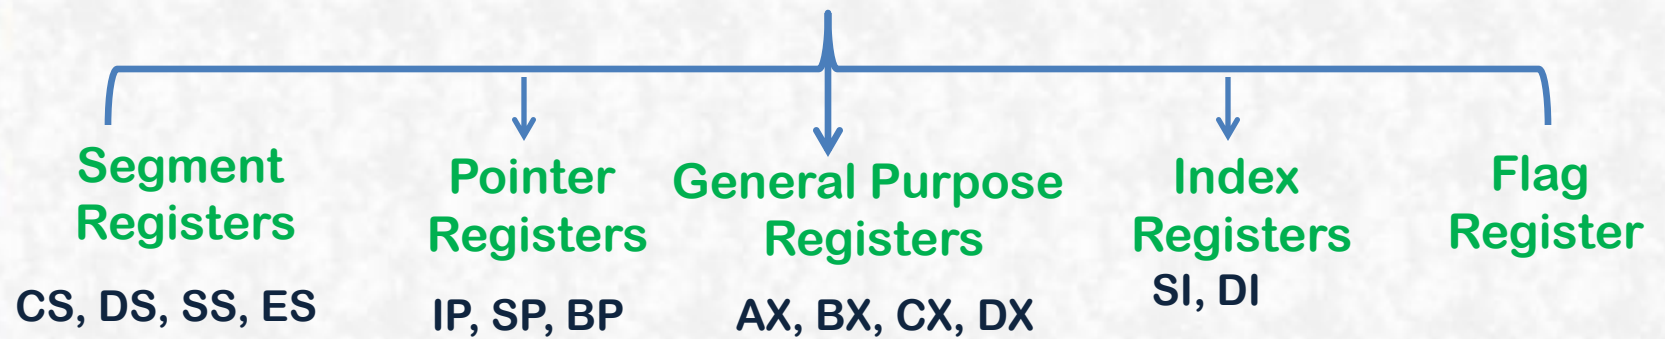 Segment
Registers
CS, DS, SS, ES
Pointer
Registers
IP, SP, BP
General Purpose
Registers
AX, BX, CX, DX
Index
Registers
SI, DI
Flag
Register